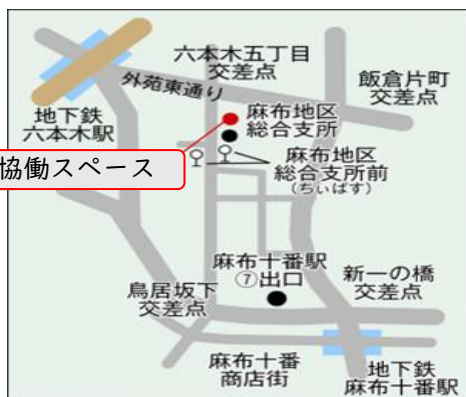 六本木五丁目
交差点
外苑東通り
飯倉片町
交差点
地下鉄
六本木駅
麻布地区
総合支所
協働スペース
麻布地区
総合支所前
(ちぃばす)
麻布十番駅
⑦出口
新一の橋
交差点
鳥居坂下
交差点
麻布十番
商店街
地下鉄
麻布十番駅